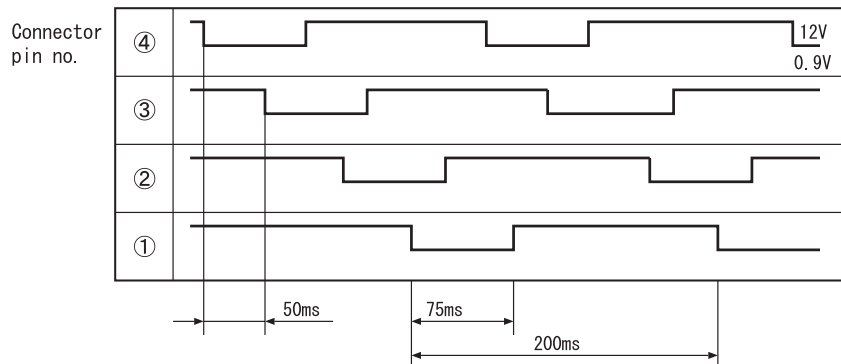 Connector
pin no.
④
12V
0.9V
③
②
①
50ms
75ms
200ms